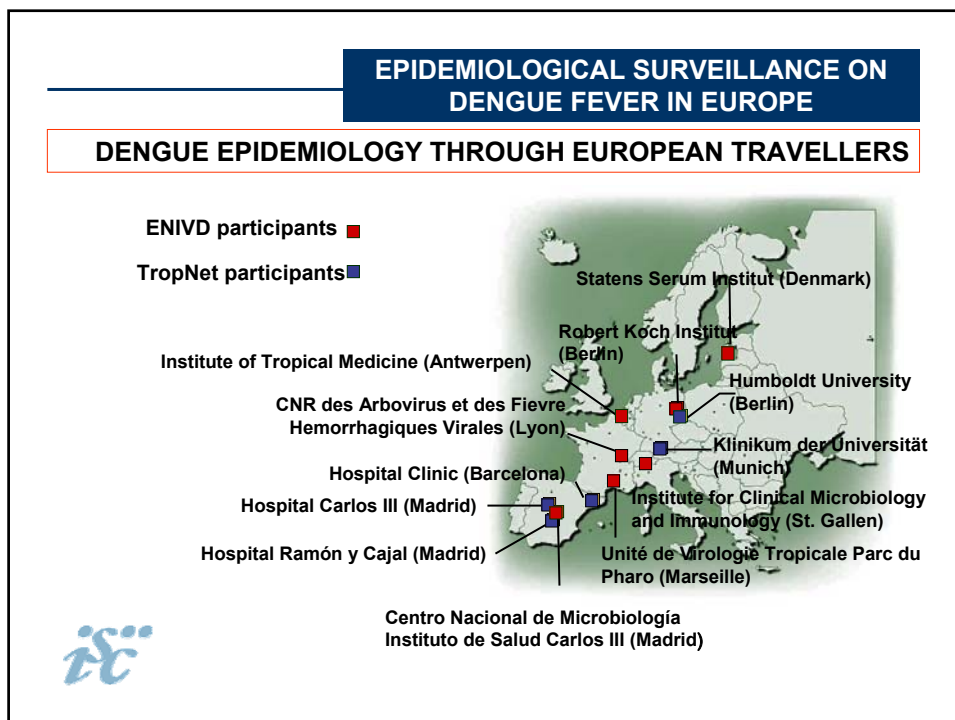 EPIDEMIOLOGICAL SURVEILLANCE ON
DENGUE FEVER IN EUROPE
DENGUE EPIDEMIOLOGY THROUGH EUROPEAN TRAVELLERS
ENIVD participants
TropNet participants
Statens Serum Institut (Denmark)
Robert Koch Institut
(Berlln)
Institute of Tropical Medicine (Antwerpen)
Humboldt University
(Berlin)
CNR des Arbovirus et des Fievre
Hemorrhagiques Virales (Lyon)
Klinikum der Universität
(Munich)
Hospital Clinic (Barcelona)
Hospital Carlos III (Madrid)
Institute for Clinical Microbiology
and Immunology (St. Gallen)
Hospital Ramón y Cajal (Madrid)
Unité de Virologie Tropicale Parc du
Pharo (Marseille)
Centro Nacional de Microbiología
Instituto de Salud Carlos III (Madrid)
isciii